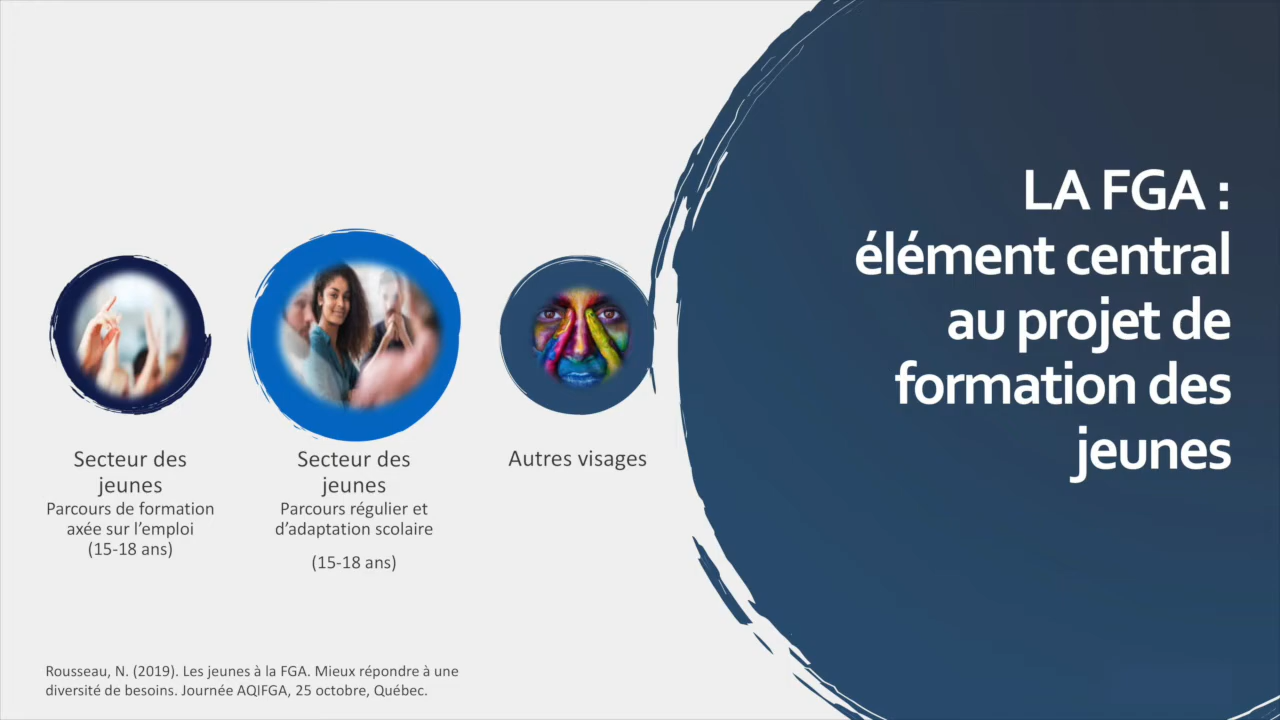 LA FGA :
élément central
au projet de
formation des
jeunes
Secteur des
jeunes
Parcours de formation
axée sur l'emploi
(15-18 ans)
Secteur des
jeunes
Parcours régulier et
d'adaptation scolaire
(15-18 ans)
Autres visages
Rousseau, N. (2019). Les jeunes à la FGA. Mieux répondre à une
diversité de besoins. Journée AQIFGA, 25 octobre, Québec.